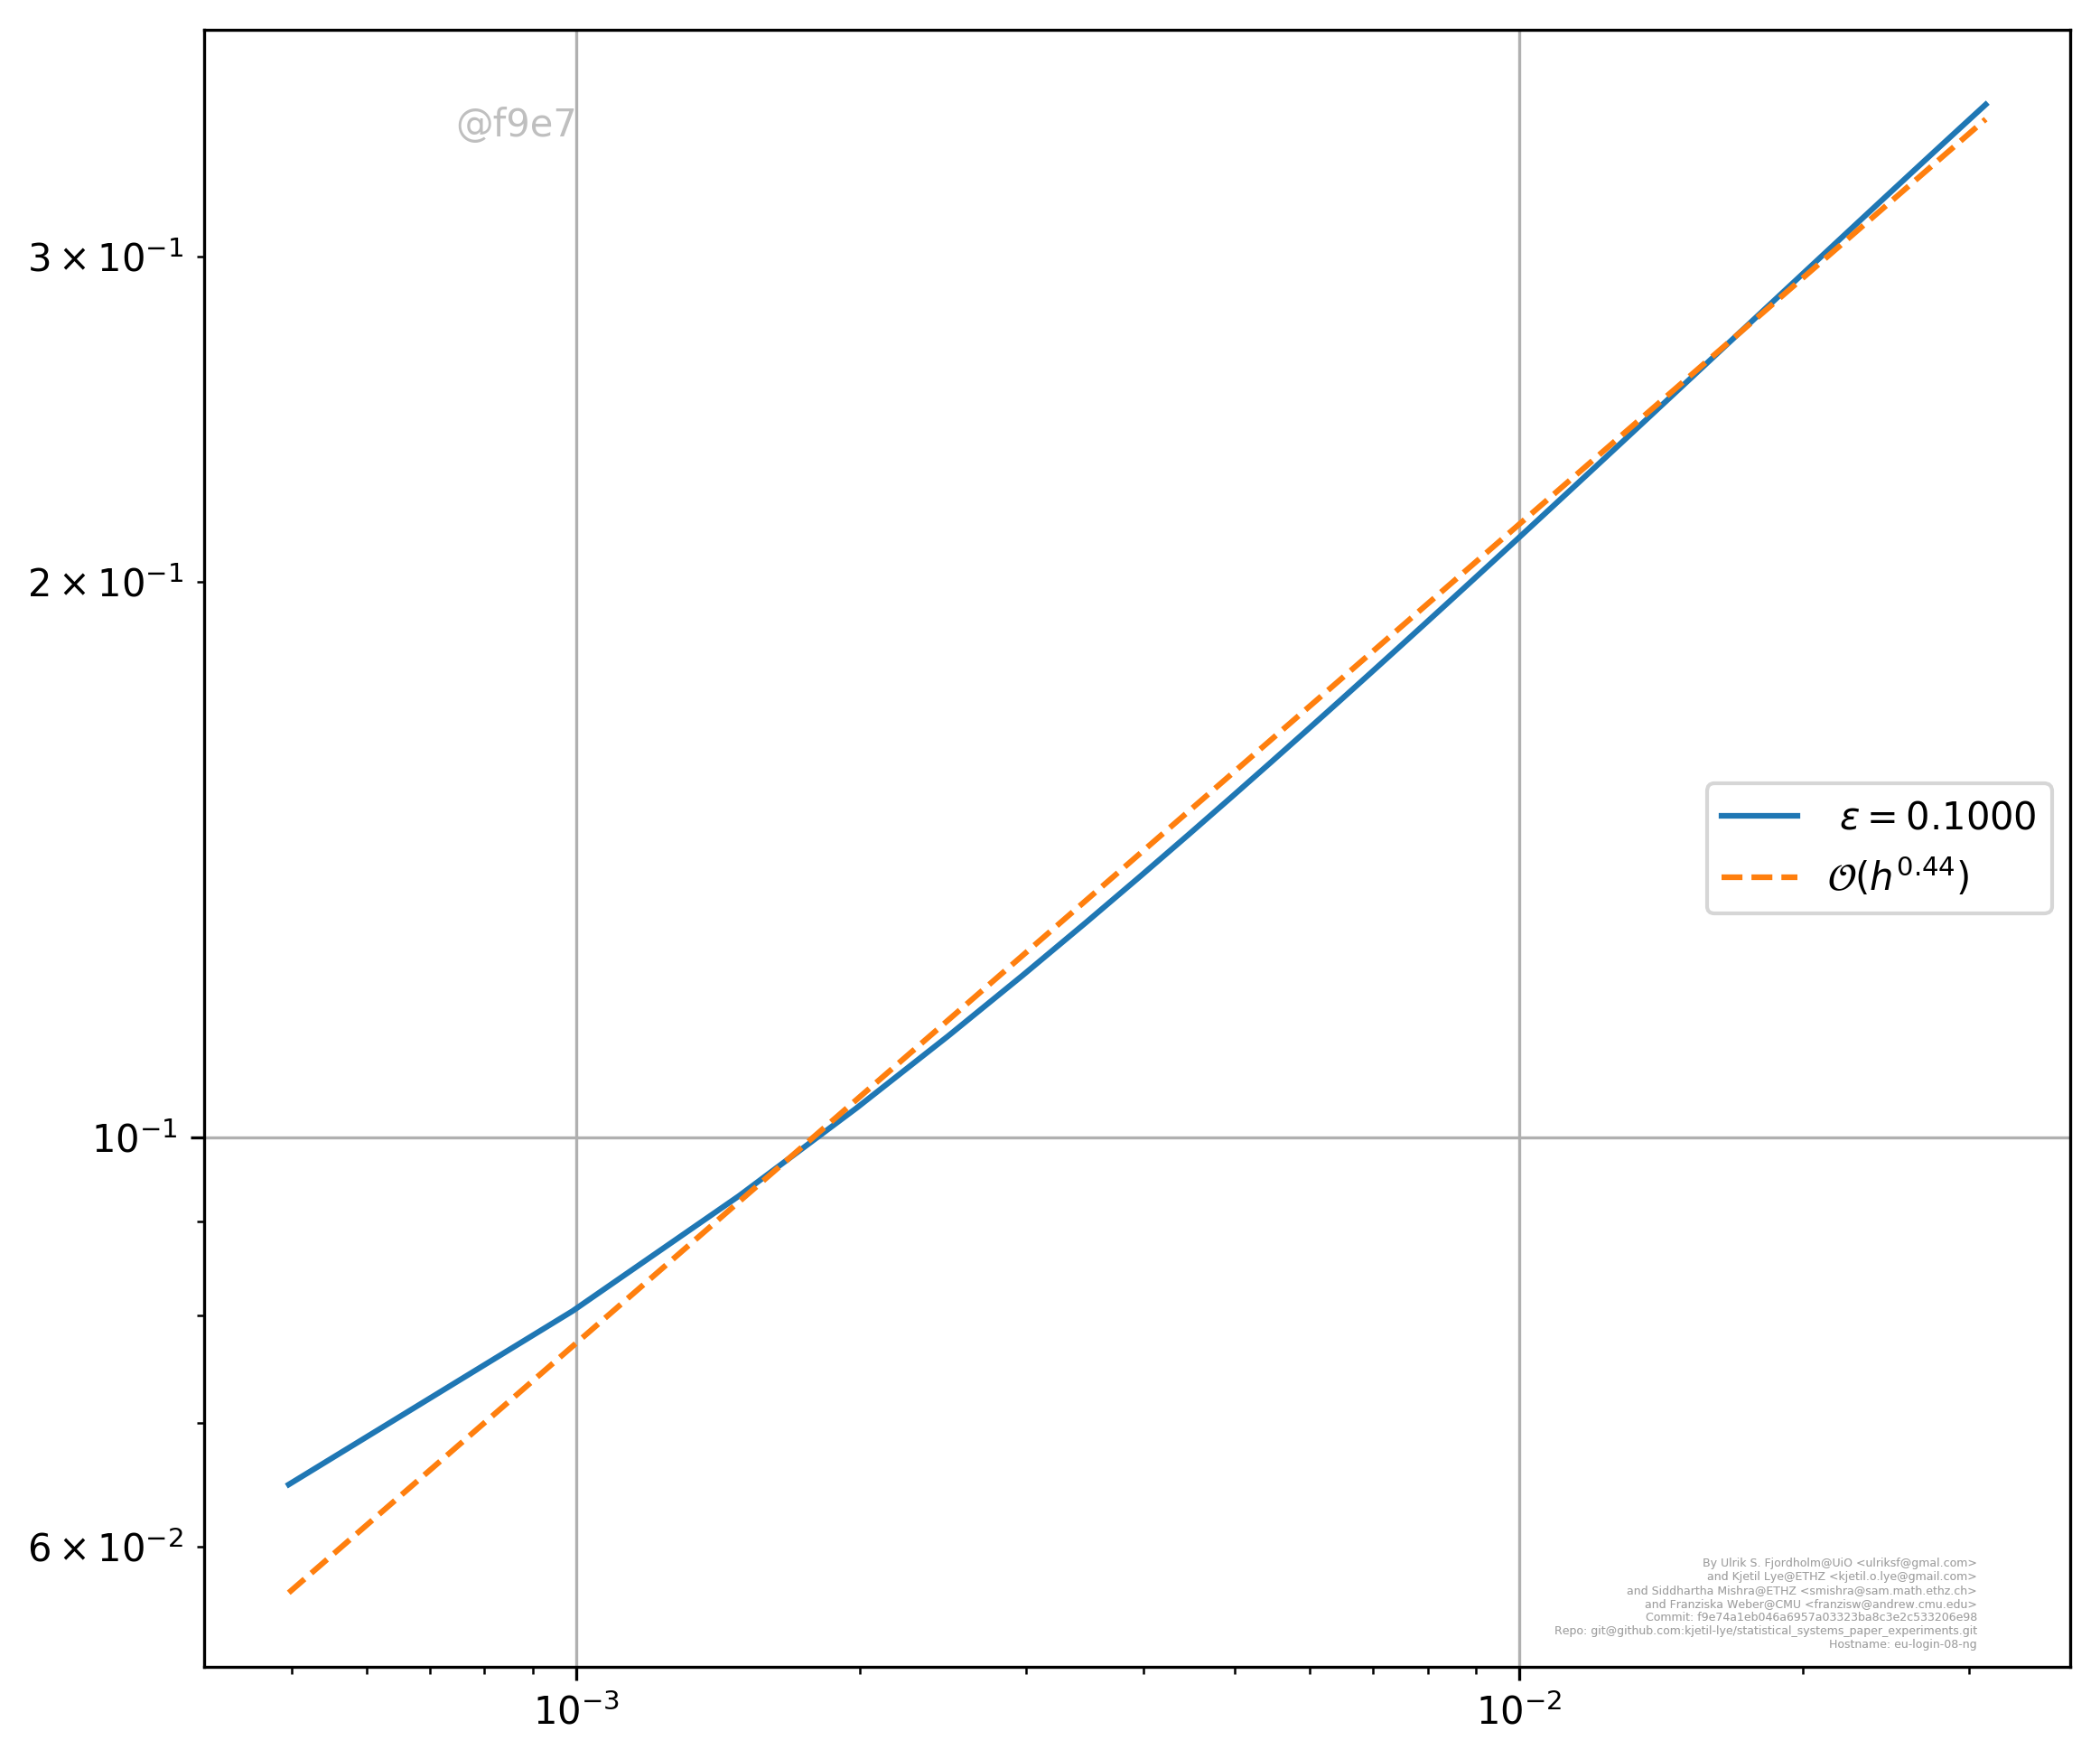 @f9e7
3 × 10⁻¹
2 × 10⁻¹
10⁻¹
6 × 10⁻²
10⁻³
10⁻²
ε = 0.1000
𝒪(h⁰·⁴⁴)
By Ulrik S. Fjordholm@UiO <ulriksf@gmal.com>
and Kjetil Lye@ETHZ <kjetil.o.lye@gmail.com>
and Siddhartha Mishra@ETHZ <smishra@sam.math.ethz.ch>
and Franziska Weber@CMU <franzisw@andrew.cmu.edu>
Commit: f9e74a1eb046a6957a03323ba8c3e2c533206e98
Repo: git@github.com:kjetil-lye/statistical_systems_paper_experiments.git
Hostname: eu-login-08-ng